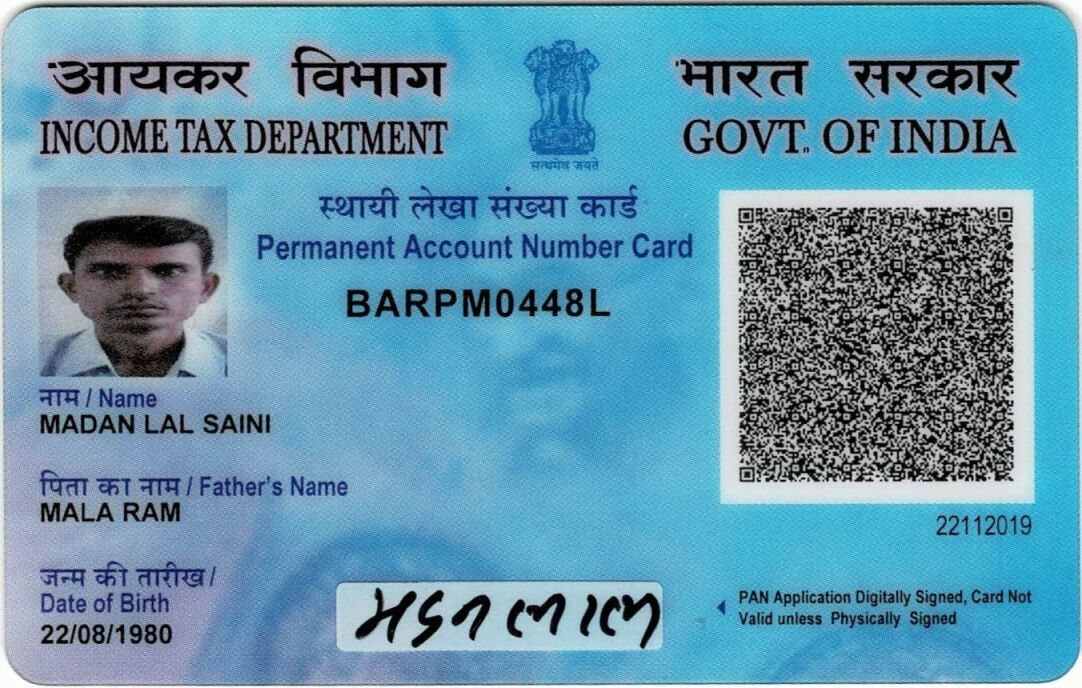 आयकर विभाग
INCOME TAX DEPARTMENT
सत्यमेव जयते
भारत सरकार
GOVT. OF INDIA
स्थायी लेखा संख्या कार्ड
Permanent Account Number Card
BARPM0448L
नाम / Name
MADAN LAL SAINI
पिता का नाम / Father's Name
MALA RAM
22112019
जन्म की तारीख /
Date of Birth
22/08/1980
मदन लाल
PAN Application Digitally Signed, Card Not
Valid unless Physically Signed